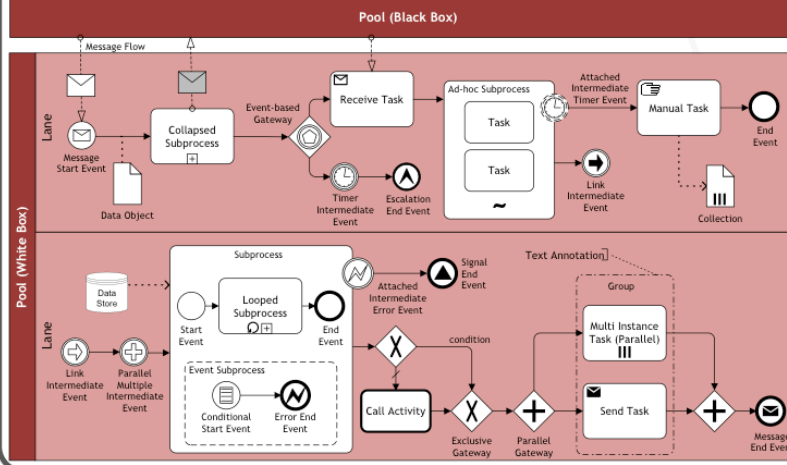 Pool (Black Box)
Message Flow
Pool (White Box)
Lane
Message
Start Event
Data Object
Collapsed
Subprocess
Event-based
Gateway
Receive Task
Timer
Intermediate
Event
Escalation
End Event
Ad-hoc Subprocess
Task
Task
Attached
Intermediate
Timer Event
Link
Intermediate
Event
Manual Task
End
Event
Collection
Lane
Data
Store
Link
Intermediate
Event
Parallel
Multiple
Intermediate
Event
Subprocess
Start
Event
Looped
Subprocess
End
Event
Event Subprocess
Conditional
Start Event
Error End
Event
Attached
Intermediate
Error Event
Signal
End
Event
condition
Call Activity
Exclusive
Gateway
Parallel
Gateway
Text Annotation
Group
Multi Instance
Task (Parallel)
Send Task
Message
End Event